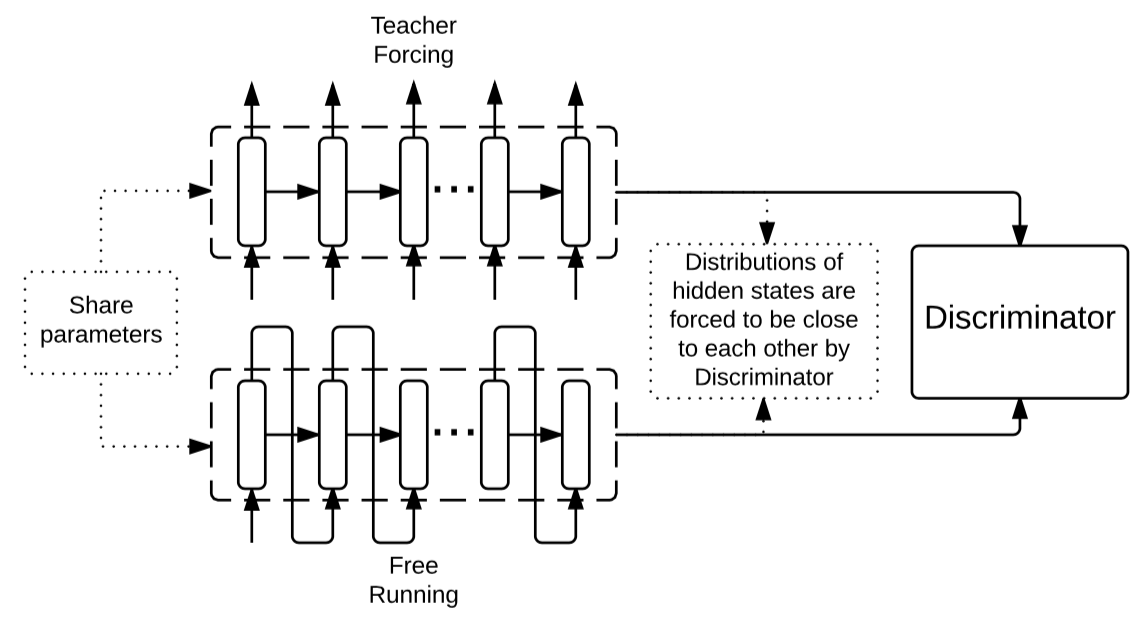 Teacher
Forcing
Share
parameters
Distributions of
hidden states are
forced to be close
to each other by
Discriminator
Discriminator
Free
Running